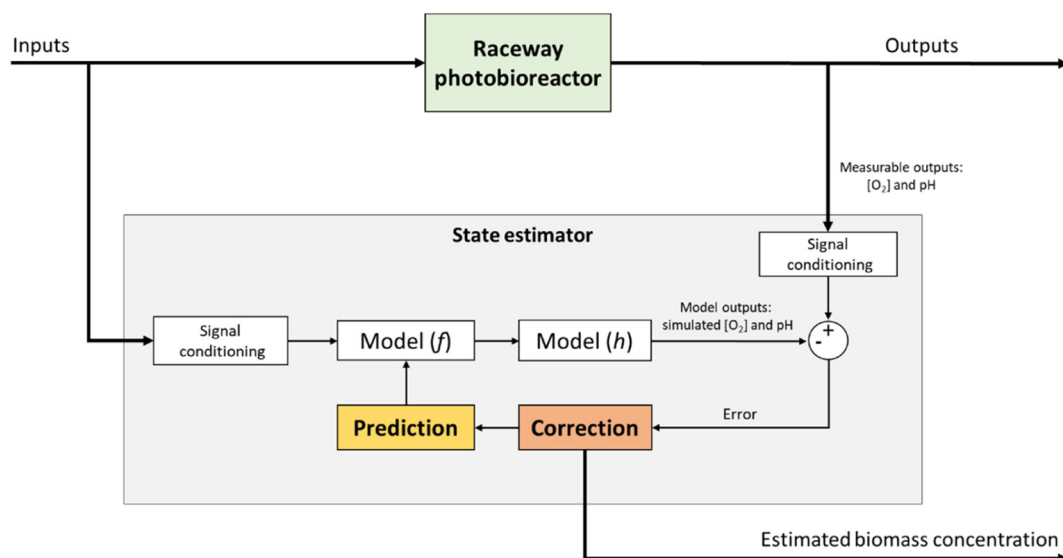 Inputs
Raceway
photobioreactor
Outputs
Measurable outputs:
[O₂] and pH
State estimator
Signal
conditioning
Signal
conditioning
Model (f)
Model (h)
Model outputs:
simulated [O₂] and pH
+
-
Prediction
Correction
Error
Estimated biomass concentration